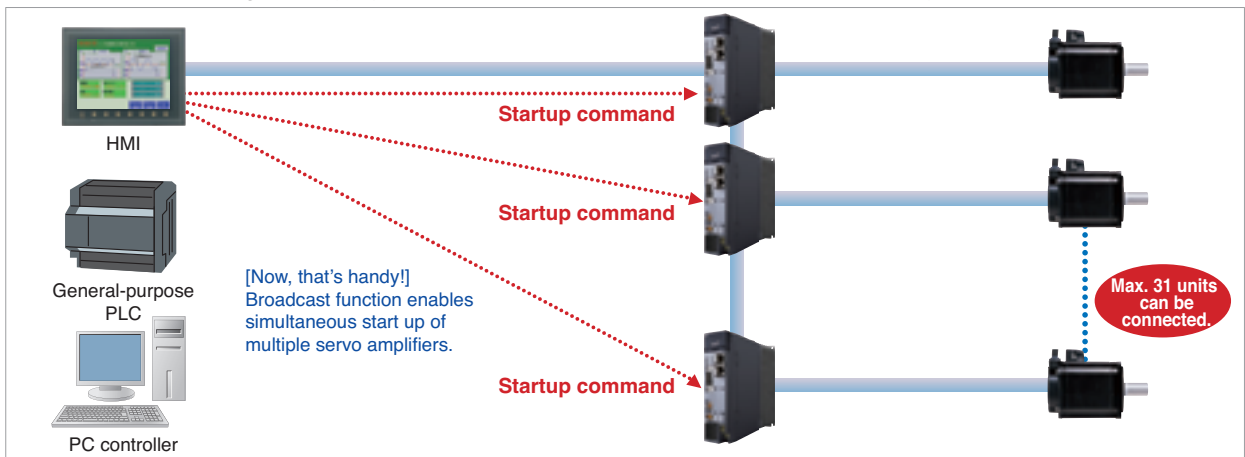 HMI
General-purpose
PLC
PC controller
Startup command
Startup command
Startup command
[Now, that's handy!]
Broadcast function enables
simultaneous start up of
multiple servo amplifiers.
Max. 31 units
can be
connected.